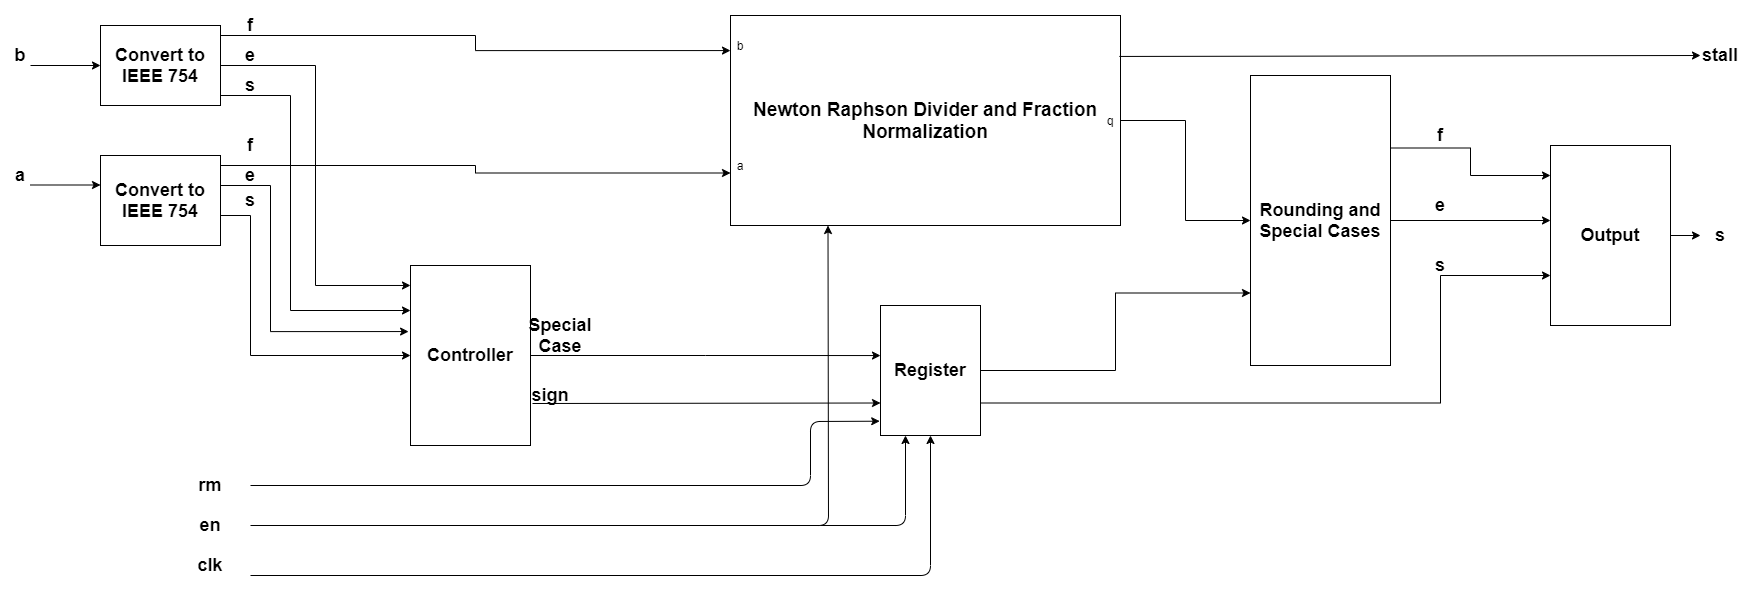 b
Convert to
IEEE 754
f
e
s
a
Convert to
IEEE 754
f
e
s
b
a
Newton Raphson Divider and Fraction
Normalization
q
stall
Controller
Special
Case
sign
Register
rm
en
clk
Rounding and
Special Cases
f
e
s
Output
s